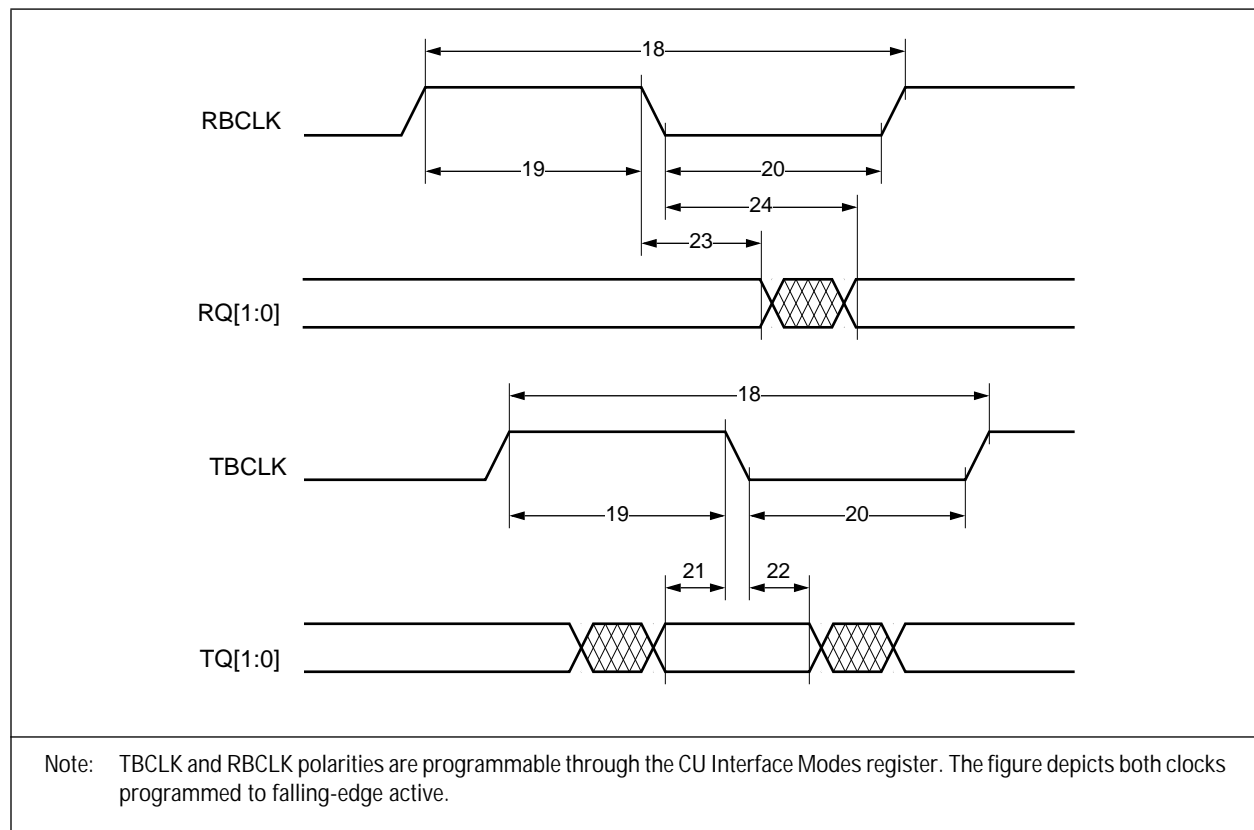 18
RBCLK
19
20
24
23
RQ[1:0]
18
TBCLK
19
20
21
22
TQ[1:0]
Note: TBCLK and RBCLK polarities are programmable through the CU Interface Modes register. The figure depicts both clocks
programmed to falling-edge active.